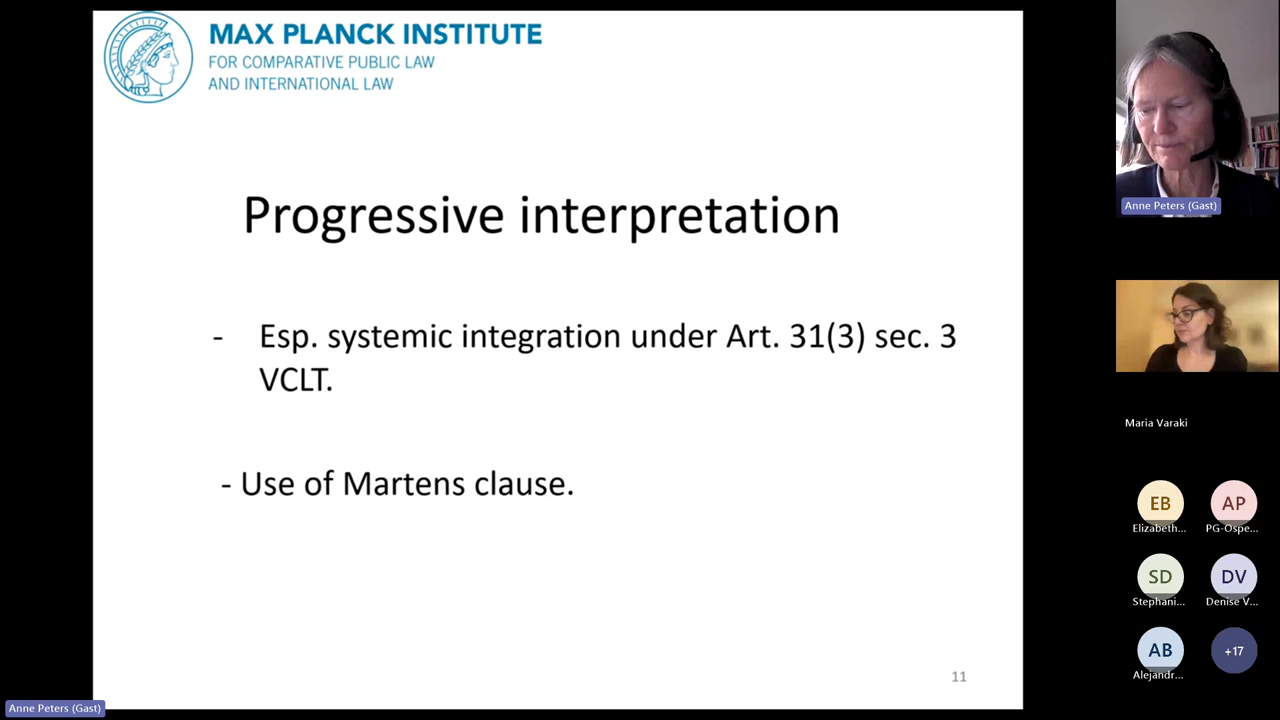 MAX PLANCK INSTITUTE
FOR COMPARATIVE PUBLIC LAW
AND INTERNATIONAL LAW
Progressive interpretation
- Esp. systemic integration under Art. 31(3) sec. 3
VCLT.
- Use of Martens clause.
11
Anne Peters (Gast)
Anne Peters (Gast)
Maria Varaki
EB
AP
Elizabeth...
PG-Ospe...
SD
DV
Stephani...
Denise V...
AB
+17
Alejandr...